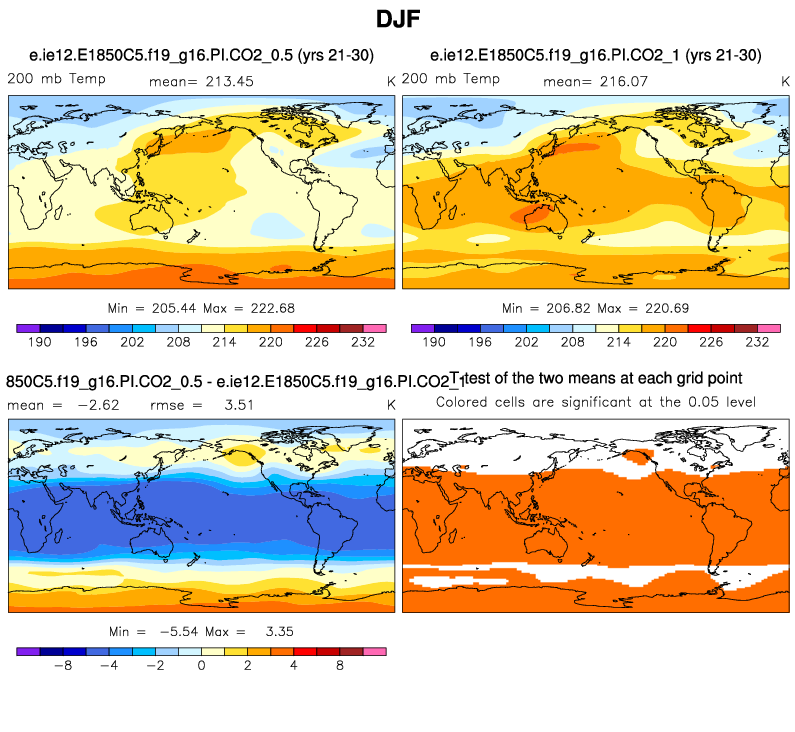 DJF
e.ie12.E1850C5.f19_g16.PI.CO2_0.5 (yrs 21-30)
200 mb Temp mean= 213.45 K
Min = 205.44 Max = 222.68
190 196 202 208 214 220 226 232
e.ie12.E1850C5.f19_g16.PI.CO2_1 (yrs 21-30)
200 mb Temp mean= 216.07 K
Min = 206.82 Max = 220.69
190 196 202 208 214 220 226 232
850C5.f19_g16.PI.CO2_0.5 - e.ie12.E1850C5.f19_g16.PI.CO2_1
mean = -2.62 rmse = 3.51 K
Min = -5.54 Max = 3.35
-8 -4 -2 0 2 4 8
T-test of the two means at each grid point
Colored cells are significant at the 0.05 level